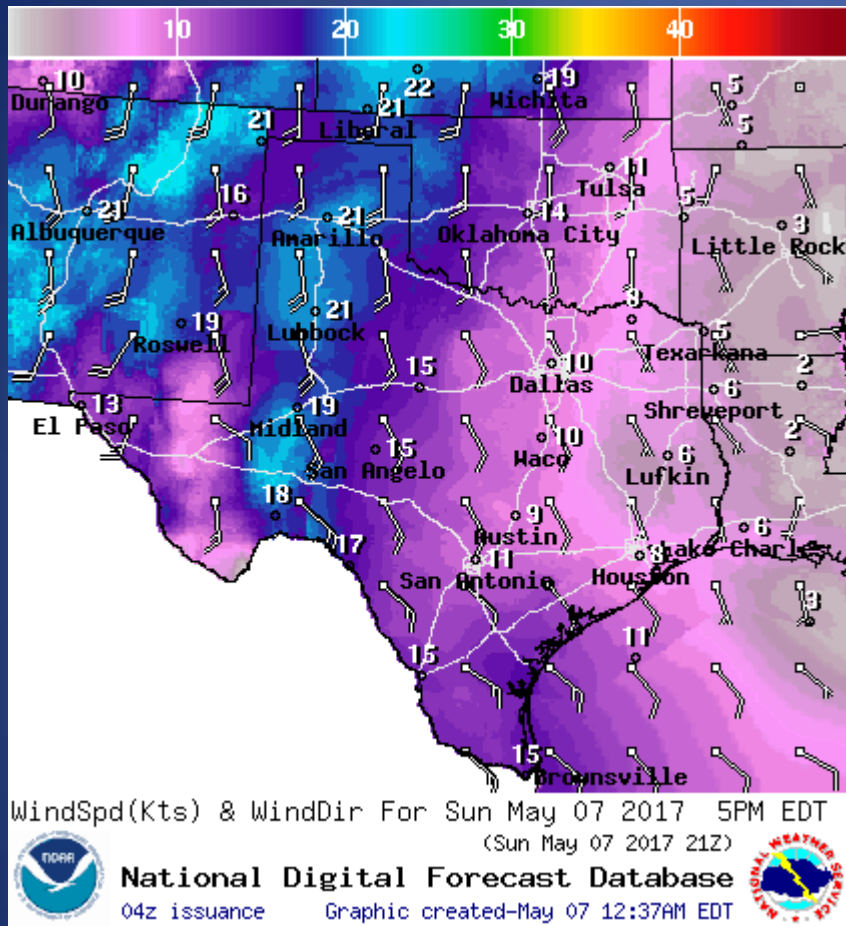 10 20 30 40
10 22 19 5
Durango Liberal Wichita
21 21 5
11
Tulsa
21 16 21 14 5 3
Albuquerque Amarillo Oklahoma City Little Rock
19 21 8 5
Roswell Lubbock Texarkana
15 10 6 2
Dallas Shreveport
13 19
El Paso Midland
15 10 6 2
San Angelo Waco Lufkin
18 9 6
17 Austin Lake Charles
11 8
San Antonio Houston
3
15 11
15
Brownsville
WindSpd(Kts) & WindDir For Sun May 07 2017 5PM EDT
(Sun May 07 2017 21Z)
NOAA
National Digital Forecast Database
NATIONAL WEATHER SERVICE
04z issuance Graphic created-May 07 12:37AM EDT